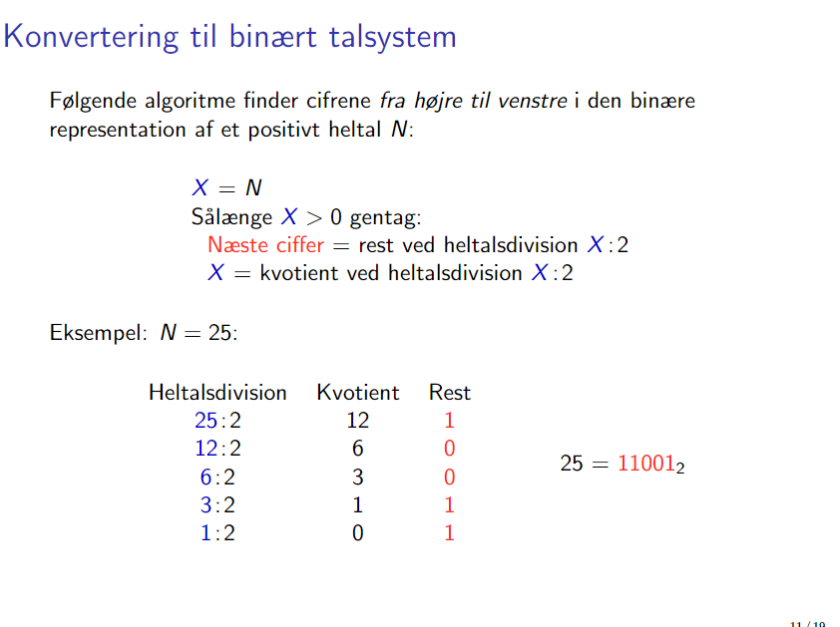 Konvertering til binært talsystem
Følgende algoritme finder cifrene fra højre til venstre i den binære
representation af et positivt heltal N:
X = N
Sålænge X > 0 gentag:
Næste ciffer = rest ved heltalsdivision X:2
X = kvotient ved heltalsdivision X:2
Eksempel: N = 25:
Heltalsdivision Kvotient Rest
25:2 12 1
12:2 6 0
6:2 3 0
3:2 1 1
1:2 0 1
25 = 11001₂
11 / 19